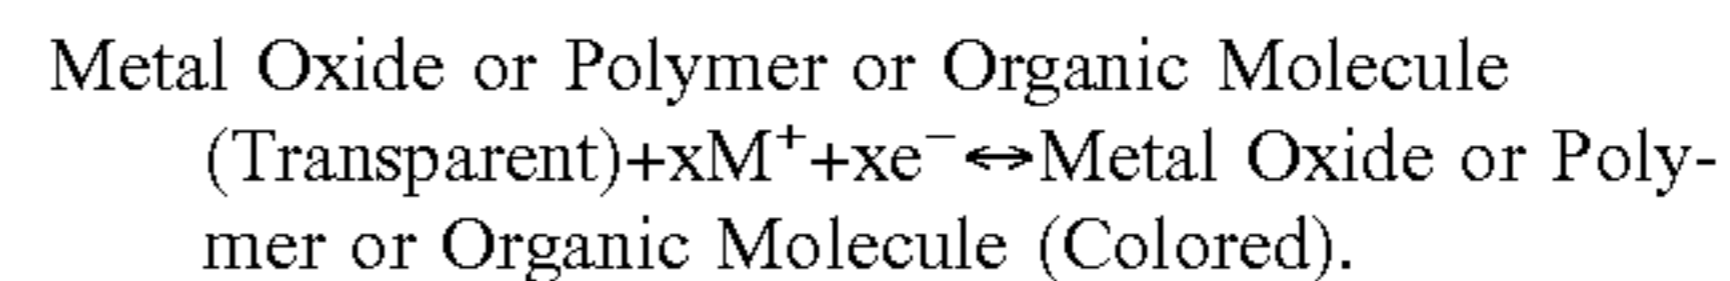 Metal Oxide or Polymer or Organic Molecule
(Transparent)+xM⁺+xe⁻↔Metal Oxide or Poly-
mer or Organic Molecule (Colored).